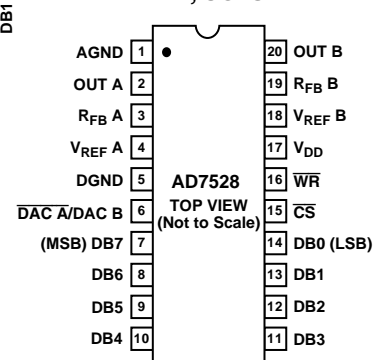 DB1
AGND 1 20 OUT B
OUT A 2 19 RFB B
RFB A 3 18 VREF B
VREF A 4 17 VDD
DGND 5 AD7528 16 WR
DAC A/DAC B 6 TOP VIEW 15 CS
(Not to Scale)
(MSB) DB7 7 14 DB0 (LSB)
DB6 8 13 DB1
DB5 9 12 DB2
DB4 10 11 DB3